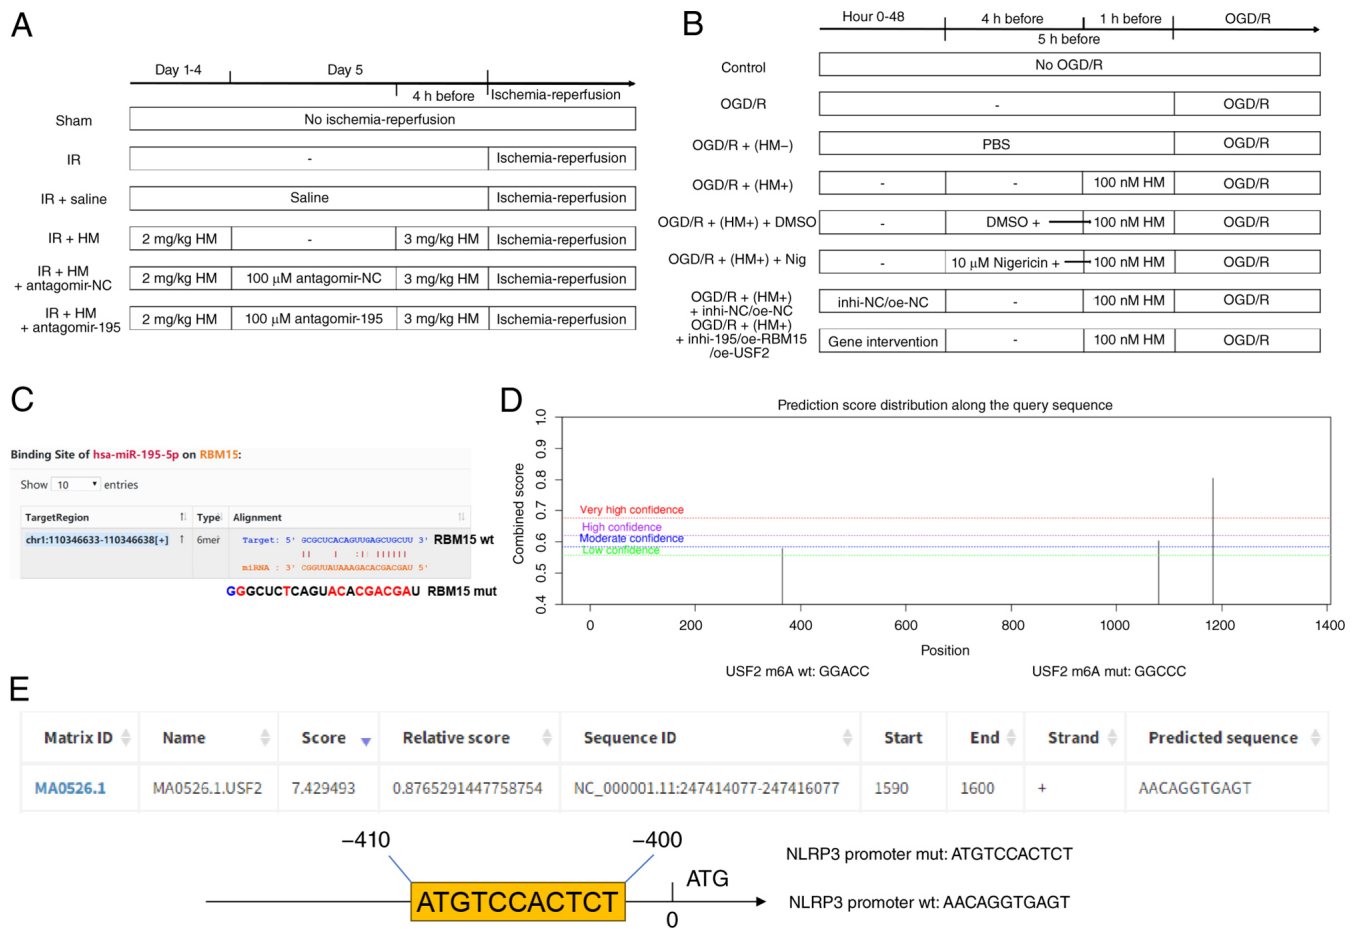 A
Day 1-4
Day 5
4 h before
Ischemia-reperfusion
Sham
No ischemia-reperfusion
IR
-
Ischemia-reperfusion
IR + saline
Saline
Ischemia-reperfusion
IR + HM
2 mg/kg HM
-
3 mg/kg HM
Ischemia-reperfusion
IR + HM
+ antagomir-NC
2 mg/kg HM
100 μM antagomir-NC
3 mg/kg HM
Ischemia-reperfusion
IR + HM
+ antagomir-195
2 mg/kg HM
100 μM antagomir-195
3 mg/kg HM
Ischemia-reperfusion
B
Hour 0-48
4 h before
1 h before
OGD/R
5 h before
Control
No OGD/R
OGD/R
-
OGD/R
OGD/R + (HM−)
PBS
OGD/R
OGD/R + (HM+)
-
-
100 nM HM
OGD/R
OGD/R + (HM+) + DMSO
-
DMSO +
100 nM HM
OGD/R
OGD/R + (HM+) + Nig
-
10 μM Nigericin +
100 nM HM
OGD/R
OGD/R + (HM+)
+ inhi-NC/oe-NC
inhi-NC/oe-NC
-
100 nM HM
OGD/R
OGD/R + (HM+)
+ inhi-195/oe-RBM15
/oe-USF2
Gene intervention
-
100 nM HM
OGD/R
C
Binding Site of hsa-miR-195-5p on RBM15:
Show 10 entries
TargetRegion Type Alignment
chr1:110346633-110346638[+] 6mer
Target: 5' GCGCUCACAGUUGAGCUGCUU 3' RBM15 wt
miRNA : 3' CGGUUAUAAAGACACGACGAU 5'
GGGCUCTCAGUACACGACGAU RBM15 mut
D
Prediction score distribution along the query sequence
Combined score
1.0
0.9
0.8
0.7
0.6
0.5
0.4
Very high confidence
High confidence
Moderate confidence
Low confidence
0 200 400 600 800 1000 1200 1400
Position
USF2 m6A wt: GGACC
USF2 m6A mut: GGCCC
E
Matrix ID Name Score Relative score Sequence ID Start End Strand Predicted sequence
MA0526.1 MA0526.1.USF2 7.429493 0.8765291447758754 NC_000001.11:247414077-247416077 1590 1600 + AACAGGTGAGT
−410
−400
ATGTCCACTCT
ATG
0
NLRP3 promoter mut: ATGTCCACTCT
NLRP3 promoter wt: AACAGGTGAGT